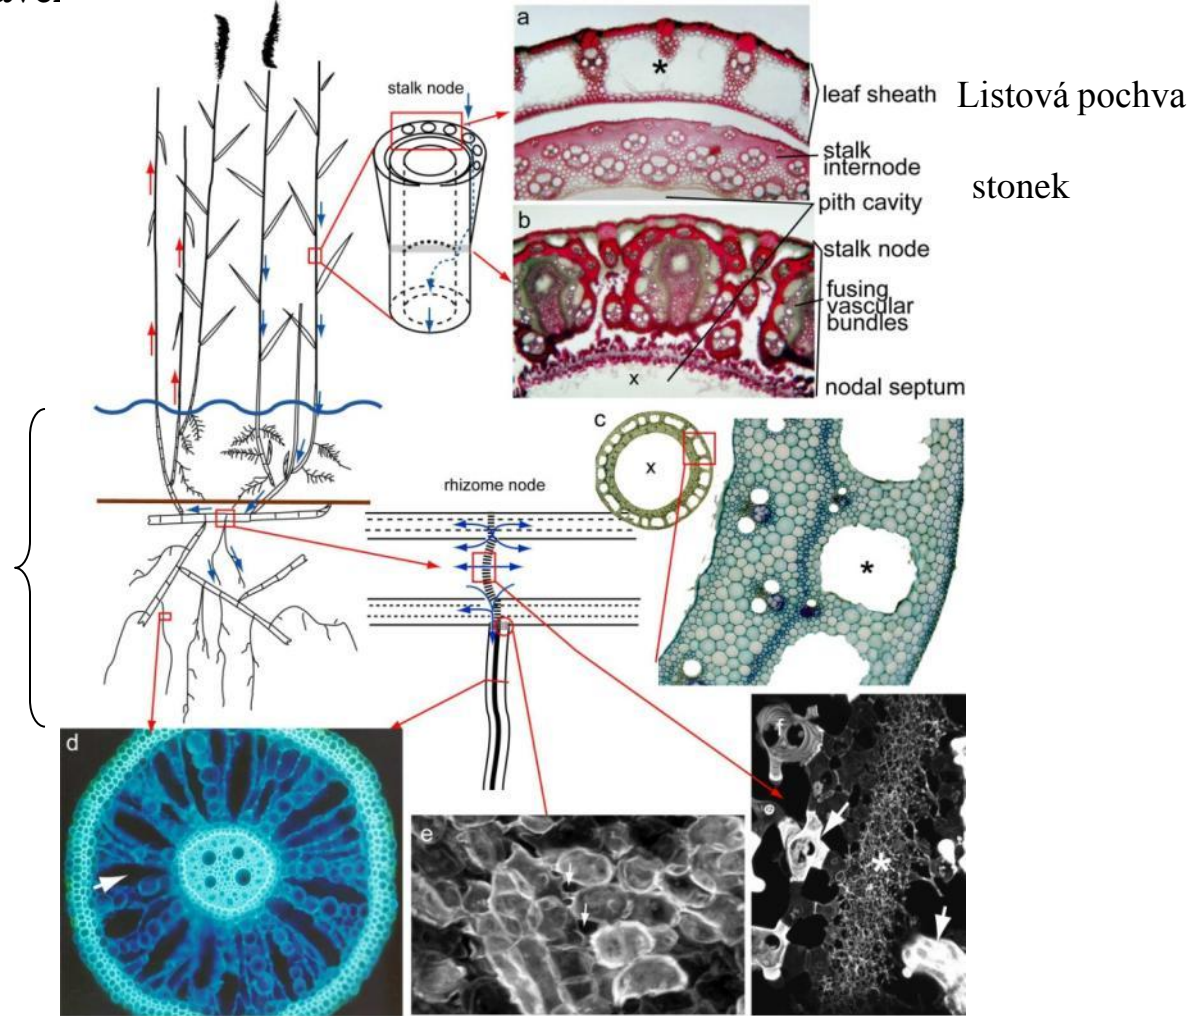 a
stalk node
leaf sheath
Listová pochva
stalk
internode
stonek
pith cavity
b
stalk node
fusing
vascular
bundles
x
nodal septum
c
x
rhizome node
d
e
f